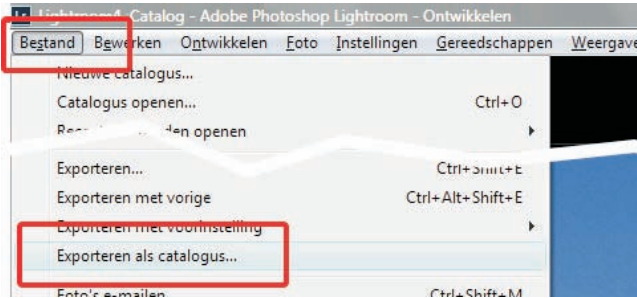 Lightroom4 Catalog - Adobe Photoshop Lightroom - Ontwikkelen
Bestand Bewerken Ontwikkelen Foto Instellingen Gereedschappen Weergave
Nieuwe catalogus...
Catalogus openen... Ctrl+O
openen
Exporteren... Ctrl+Shift+E
Exporteren met vorige Ctrl+Alt+Shift+E
Exporteren met voorinstelling
Exporteren als catalogus...
Foto's e-mailen Ctrl+Shift+M